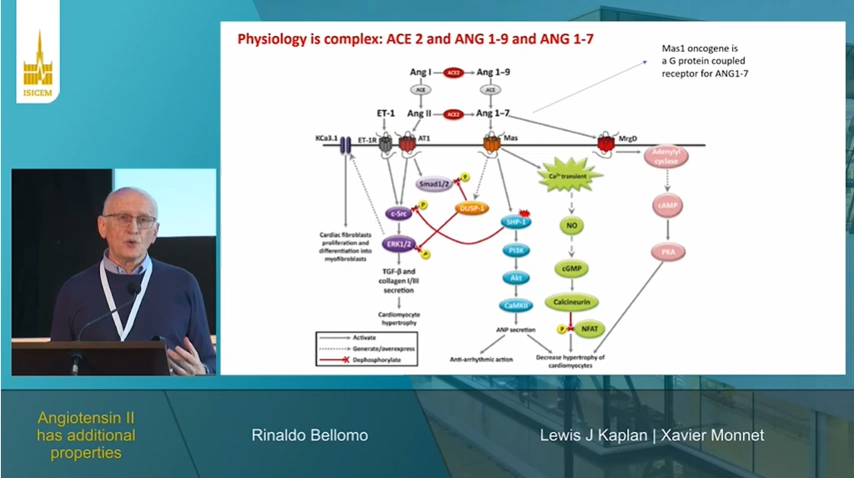 ISICEM
Physiology is complex: ACE 2 and ANG 1-9 and ANG 1-7
Mas1 oncogene is
a G protein coupled
receptor for ANG1-7
Ang I
ACE2
Ang 1–9
ACE
ACE
ET-1
Ang II
ACE2
Ang 1–7
KCa3.1
ET-1R
AT1
Mas
MrgD
Adenylyl
cyclase
Smad1/2
P
Ca2+ transient
c-Src
P
DUSP-1
SHP-1
NO
cAMP
ERK1/2
P
PI3K
cGMP
PKA
Cardiac fibroblasts
proliferation and
differentiation into
myofibroblasts
TGF-β and
collagen I/III
secretion
Akt
Calcineurin
CaMKII
Cardiomyocyte
hypertrophy
P
NFAT
ANP secretion
Activate
Generate/overexpress
Dephosphorylate
Anti-arrhythmic action
Decrease hypertrophy of
cardiomyocytes
Angiotensin II
has additional
properties
Rinaldo Bellomo
Lewis J Kaplan | Xavier Monnet